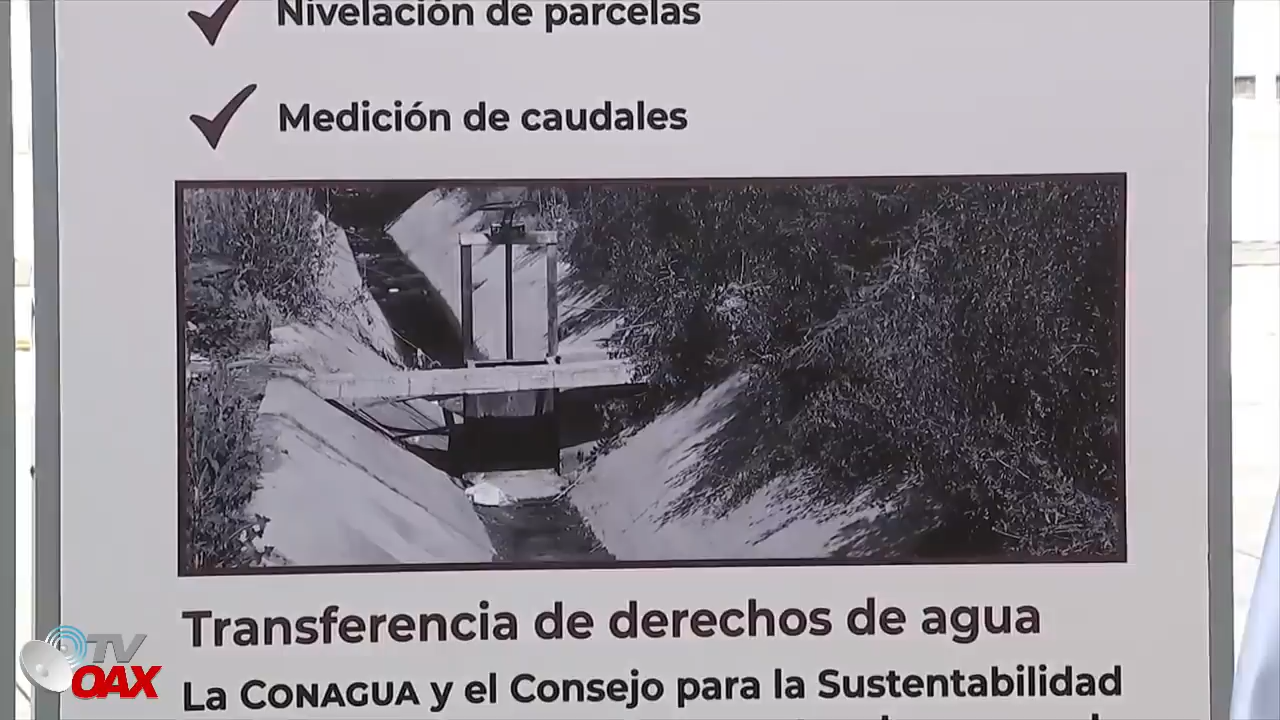 Nivelación de parcelas
Medición de caudales
Transferencia de derechos de agua
La CONAGUA y el Consejo para la Sustentabilidad
TV
OAX